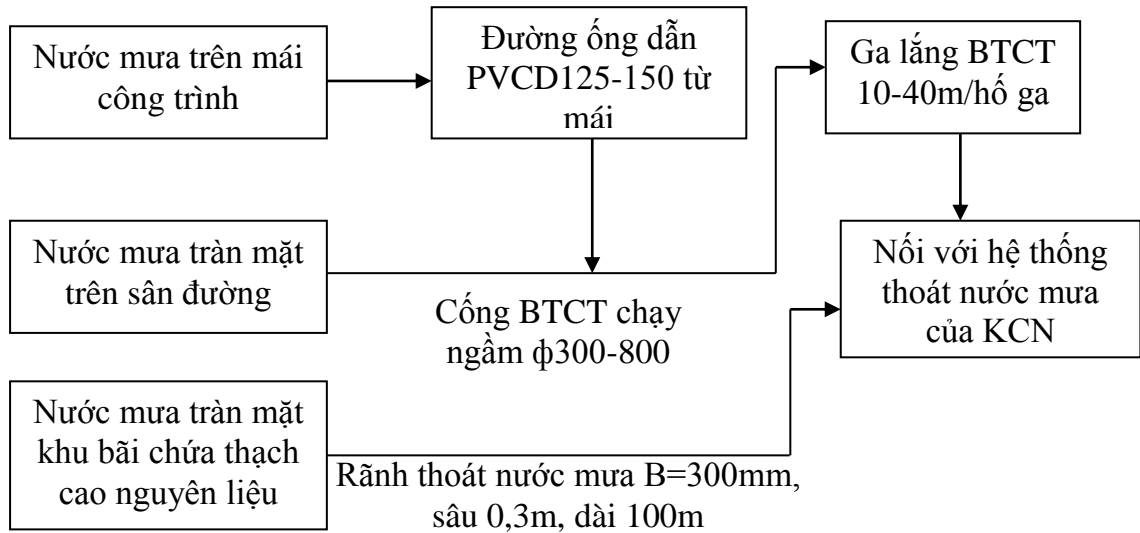 Nước mưa trên mái
công trình
Đường ống dẫn
PVCD125-150 từ
mái
Ga lắng BTCT
10-40m/hố ga
Nước mưa tràn mặt
trên sân đường
Cống BTCT chạy
ngầm ф300-800
Nối với hệ thống
thoát nước mưa
của KCN
Nước mưa tràn mặt
khu bãi chứa thạch
cao nguyên liệu
Rãnh thoát nước mưa B=300mm,
sâu 0,3m, dài 100m